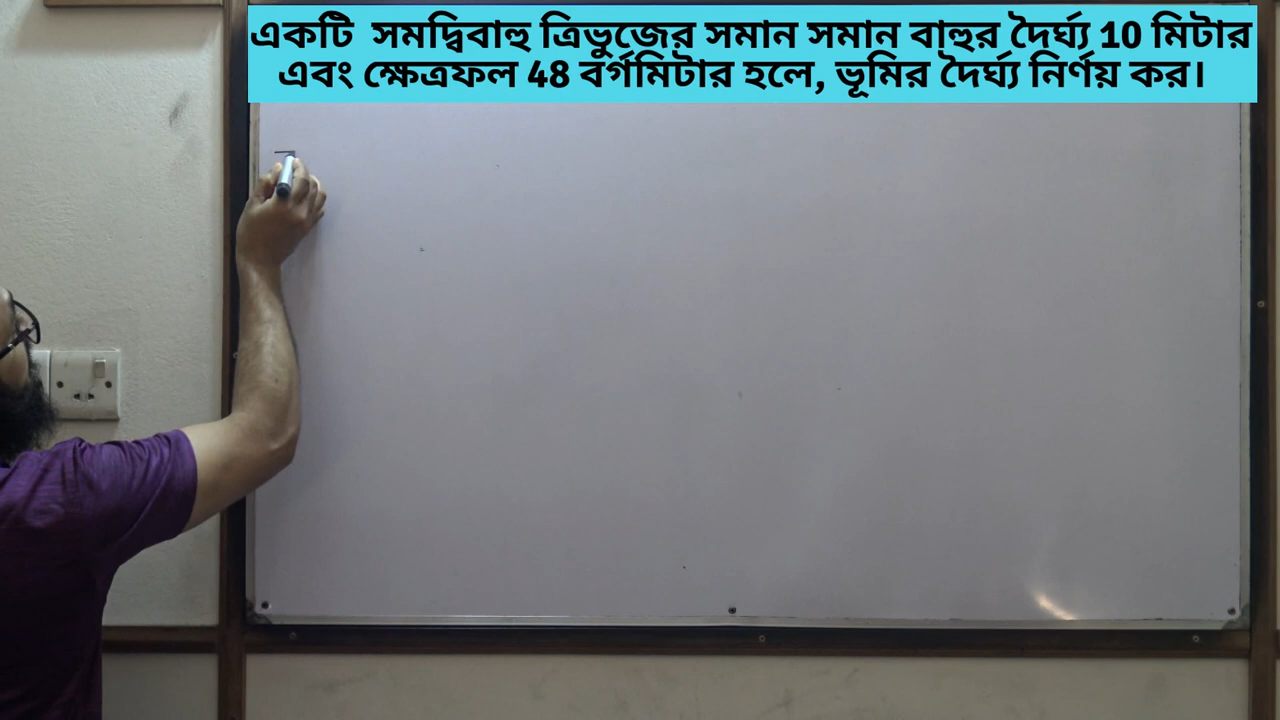 একটি সমদ্বিবাহু ত্রিভুজের সমান সমান বাহুর দৈর্ঘ্য 10 মিটার
এবং ক্ষেত্রফল 48 বর্গমিটার হলে, ভূমির দৈর্ঘ্য নির্ণয় কর।